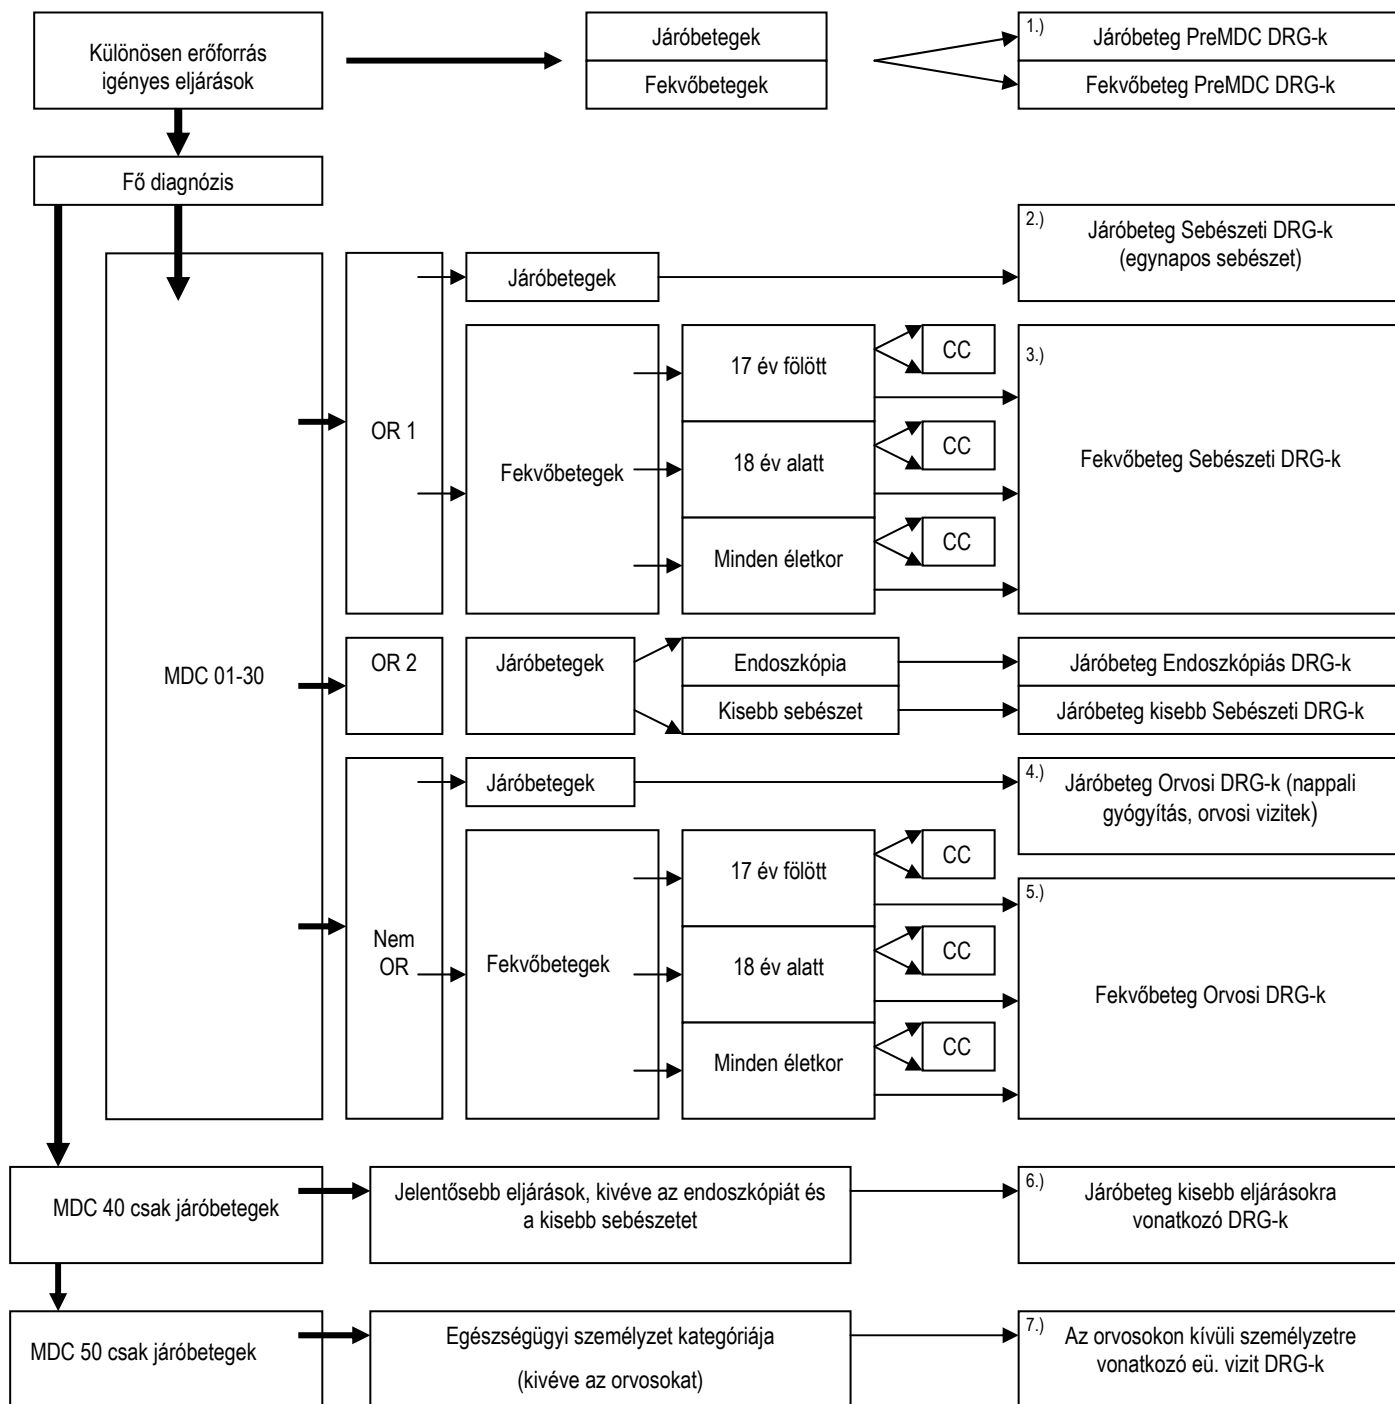 Különösen erőforrás
igényes eljárások
Járóbetegek
Fekvőbetegek
1.)
Járóbeteg PreMDC DRG-k
Fekvőbeteg PreMDC DRG-k
Fő diagnózis
2.)
Járóbeteg Sebészeti DRG-k
(egynapos sebészet)
MDC 01-30
OR 1
Járóbetegek
Fekvőbetegek
17 év fölött
CC
18 év alatt
CC
Minden életkor
CC
3.)
Fekvőbeteg Sebészeti DRG-k
OR 2
Járóbetegek
Endoszkópia
Kisebb sebészet
Járóbeteg Endoszkópiás DRG-k
Járóbeteg kisebb Sebészeti DRG-k
Nem
OR
Járóbetegek
4.)
Járóbeteg Orvosi DRG-k (nappali
gyógyítás, orvosi vizitek)
Fekvőbetegek
17 év fölött
CC
18 év alatt
CC
Minden életkor
CC
5.)
Fekvőbeteg Orvosi DRG-k
MDC 40 csak járóbetegek
Jelentősebb eljárások, kivéve az endoszkópiát és
a kisebb sebészetet
6.)
Járóbeteg kisebb eljárásokra
vonatkozó DRG-k
MDC 50 csak járóbetegek
Egészségügyi személyzet kategóriája
(kivéve az orvosokat)
7.)
Az orvosokon kívüli személyzetre
vonatkozó eü. vizit DRG-k